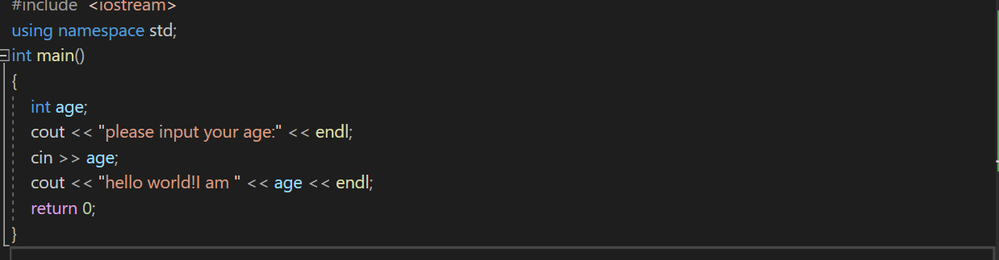 #include <iostream>
using namespace std;
int main()
{
int age;
cout << "please input your age:" << endl;
cin >> age;
cout << "hello world!I am " << age << endl;
return 0;
}